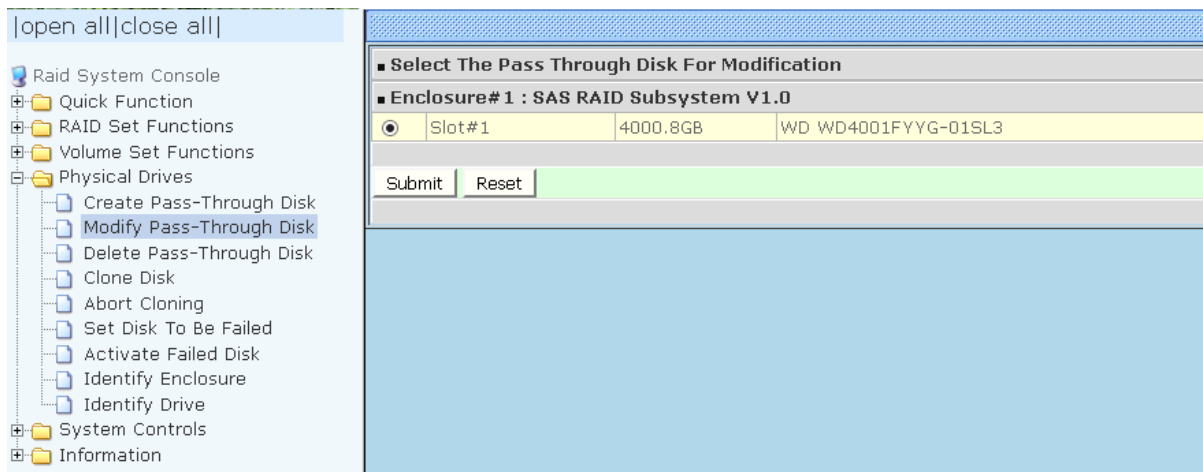 |open all|close all|
Raid System Console
Quick Function
RAID Set Functions
Volume Set Functions
Physical Drives
Create Pass-Through Disk
Modify Pass-Through Disk
Delete Pass-Through Disk
Clone Disk
Abort Cloning
Set Disk To Be Failed
Activate Failed Disk
Identify Enclosure
Identify Drive
System Controls
Information
Select The Pass Through Disk For Modification
Enclosure#1 : SAS RAID Subsystem V1.0
Slot#1 4000.8GB WD WD4001FYYG-01SL3
Submit Reset